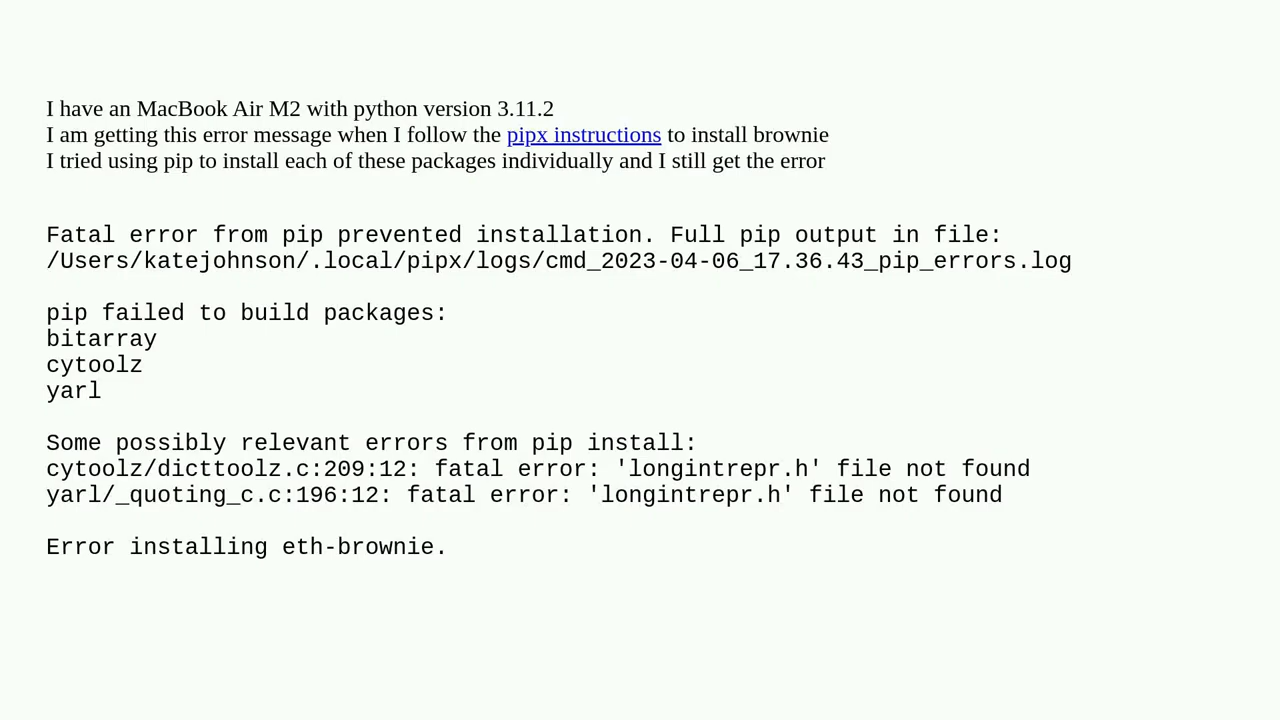 I have an MacBook Air M2 with python version 3.11.2
I am getting this error message when I follow the pipx instructions to install brownie
I tried using pip to install each of these packages individually and I still get the error
Fatal error from pip prevented installation. Full pip output in file:
/Users/katejohnson/.local/pipx/logs/cmd_2023-04-06_17.36.43_pip_errors.log
pip failed to build packages:
bitarray
cytoolz
yarl
Some possibly relevant errors from pip install:
cytoolz/dicttoolz.c:209:12: fatal error: 'longintrepr.h' file not found
yarl/_quoting_c.c:196:12: fatal error: 'longintrepr.h' file not found
Error installing eth-brownie.